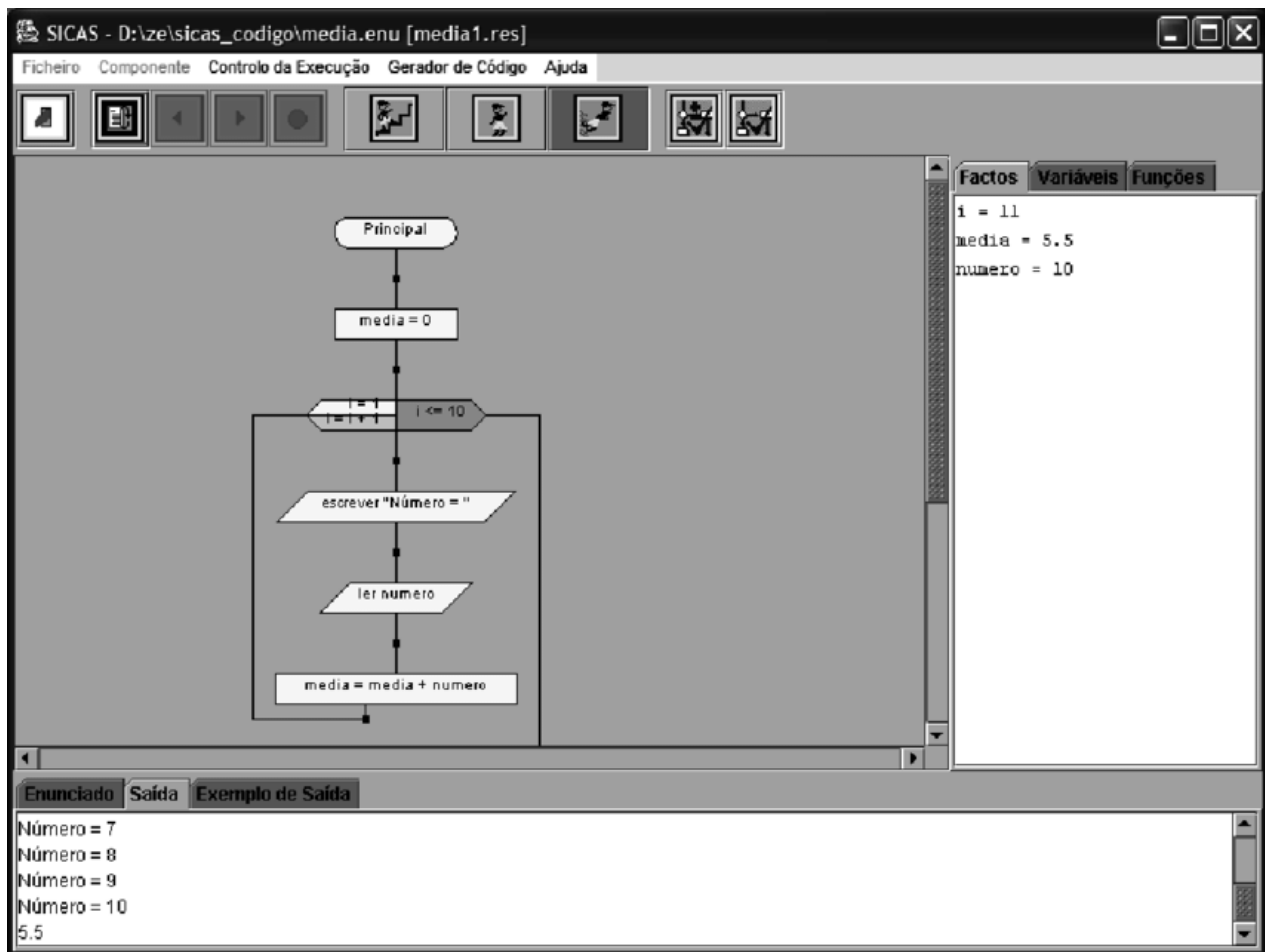 SICAS - D:\ze\sicas_codigo\media.enu [media1.res]
Ficheiro Componente Controlo da Execução Gerador de Código Ajuda
Principal
media = 0
i = 1
i = i + 1
i <= 10
escrever "Número = "
ler numero
media = media + numero
Factos Variáveis Funções
i = 11
media = 5.5
numero = 10
Enunciado Saída Exemplo de Saída
Número = 7
Número = 8
Número = 9
Número = 10
5.5